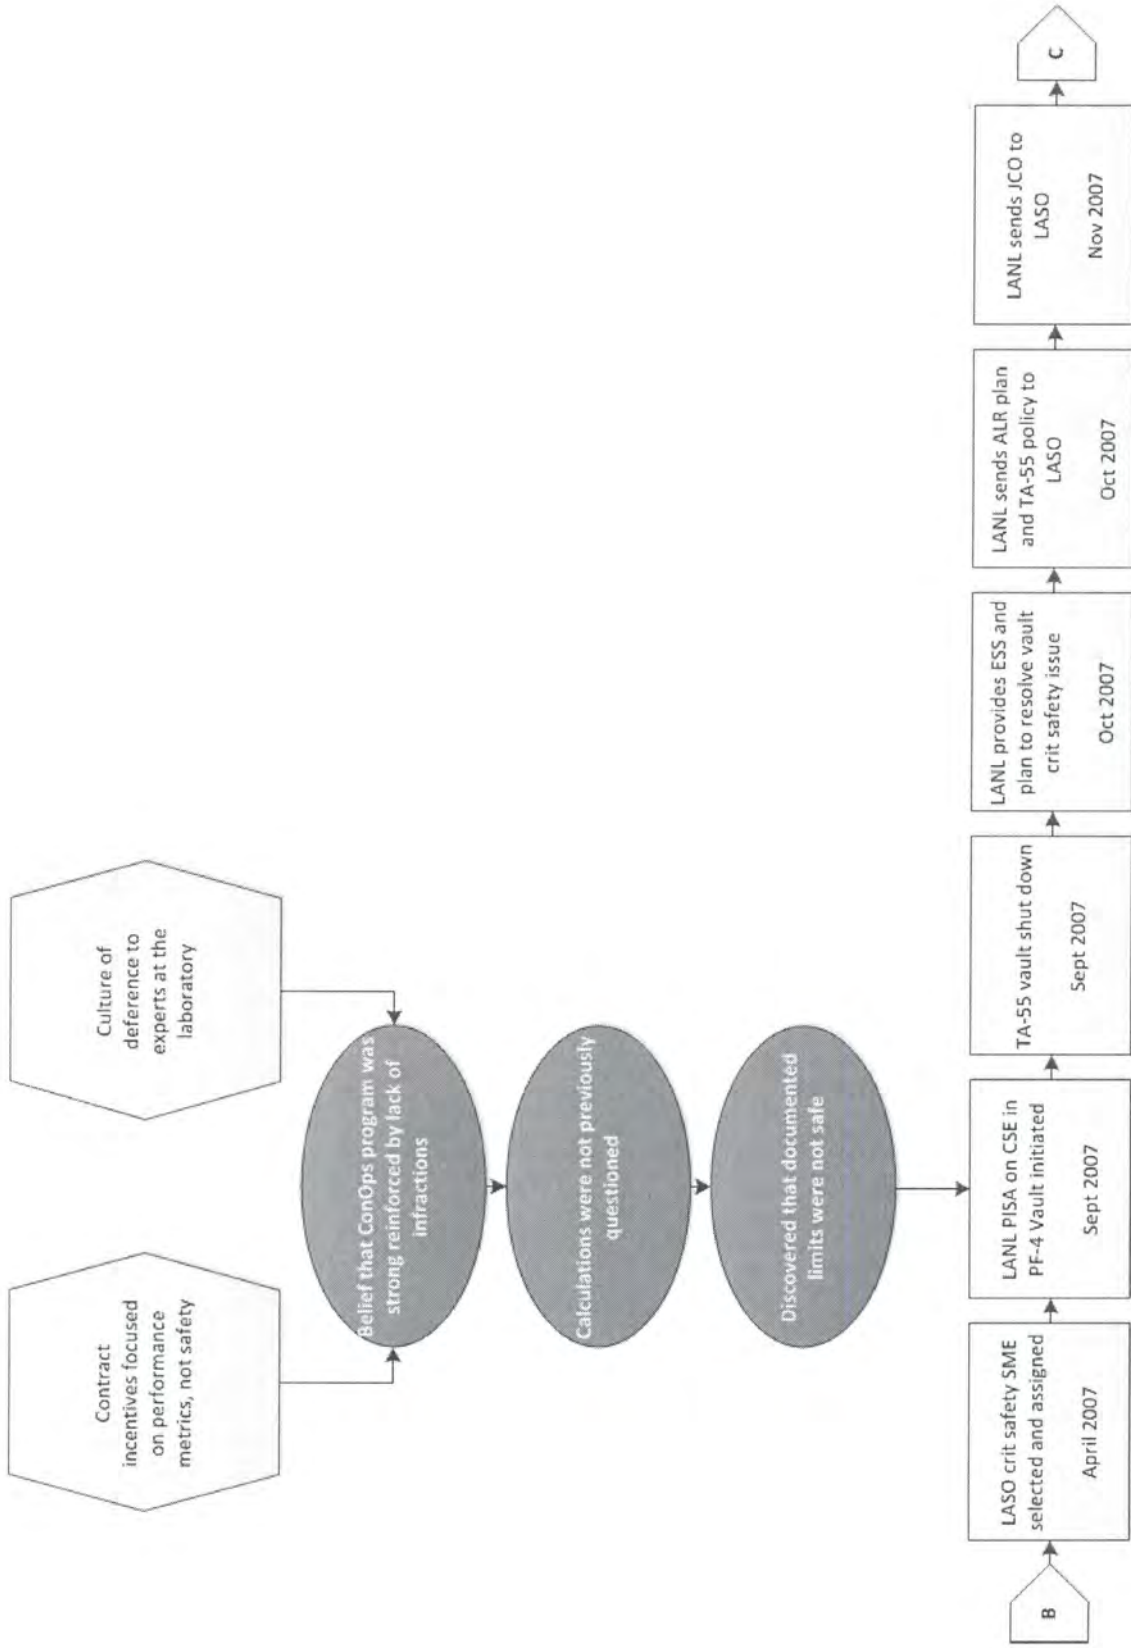 Contract
incentives focused
on performance
metrics, not safety
Culture of
deference to
experts at the
laboratory
Belief that ConOps program was
strong reinforced by lack of
infractions
Calculations were not previously
questioned
Discovered that documented
limits were not safe
B
LASO crit safety SME
selected and assigned
April 2007
LANL PISA on CSE in
PF-4 Vault initiated
Sept 2007
TA-55 vault shut down
Sept 2007
LANL provides ESS and
plan to resolve vault
crit safety issue
Oct 2007
LANL sends ALR plan
and TA-55 policy to
LASO
Oct 2007
LANL sends JCO to
LASO
Nov 2007
C